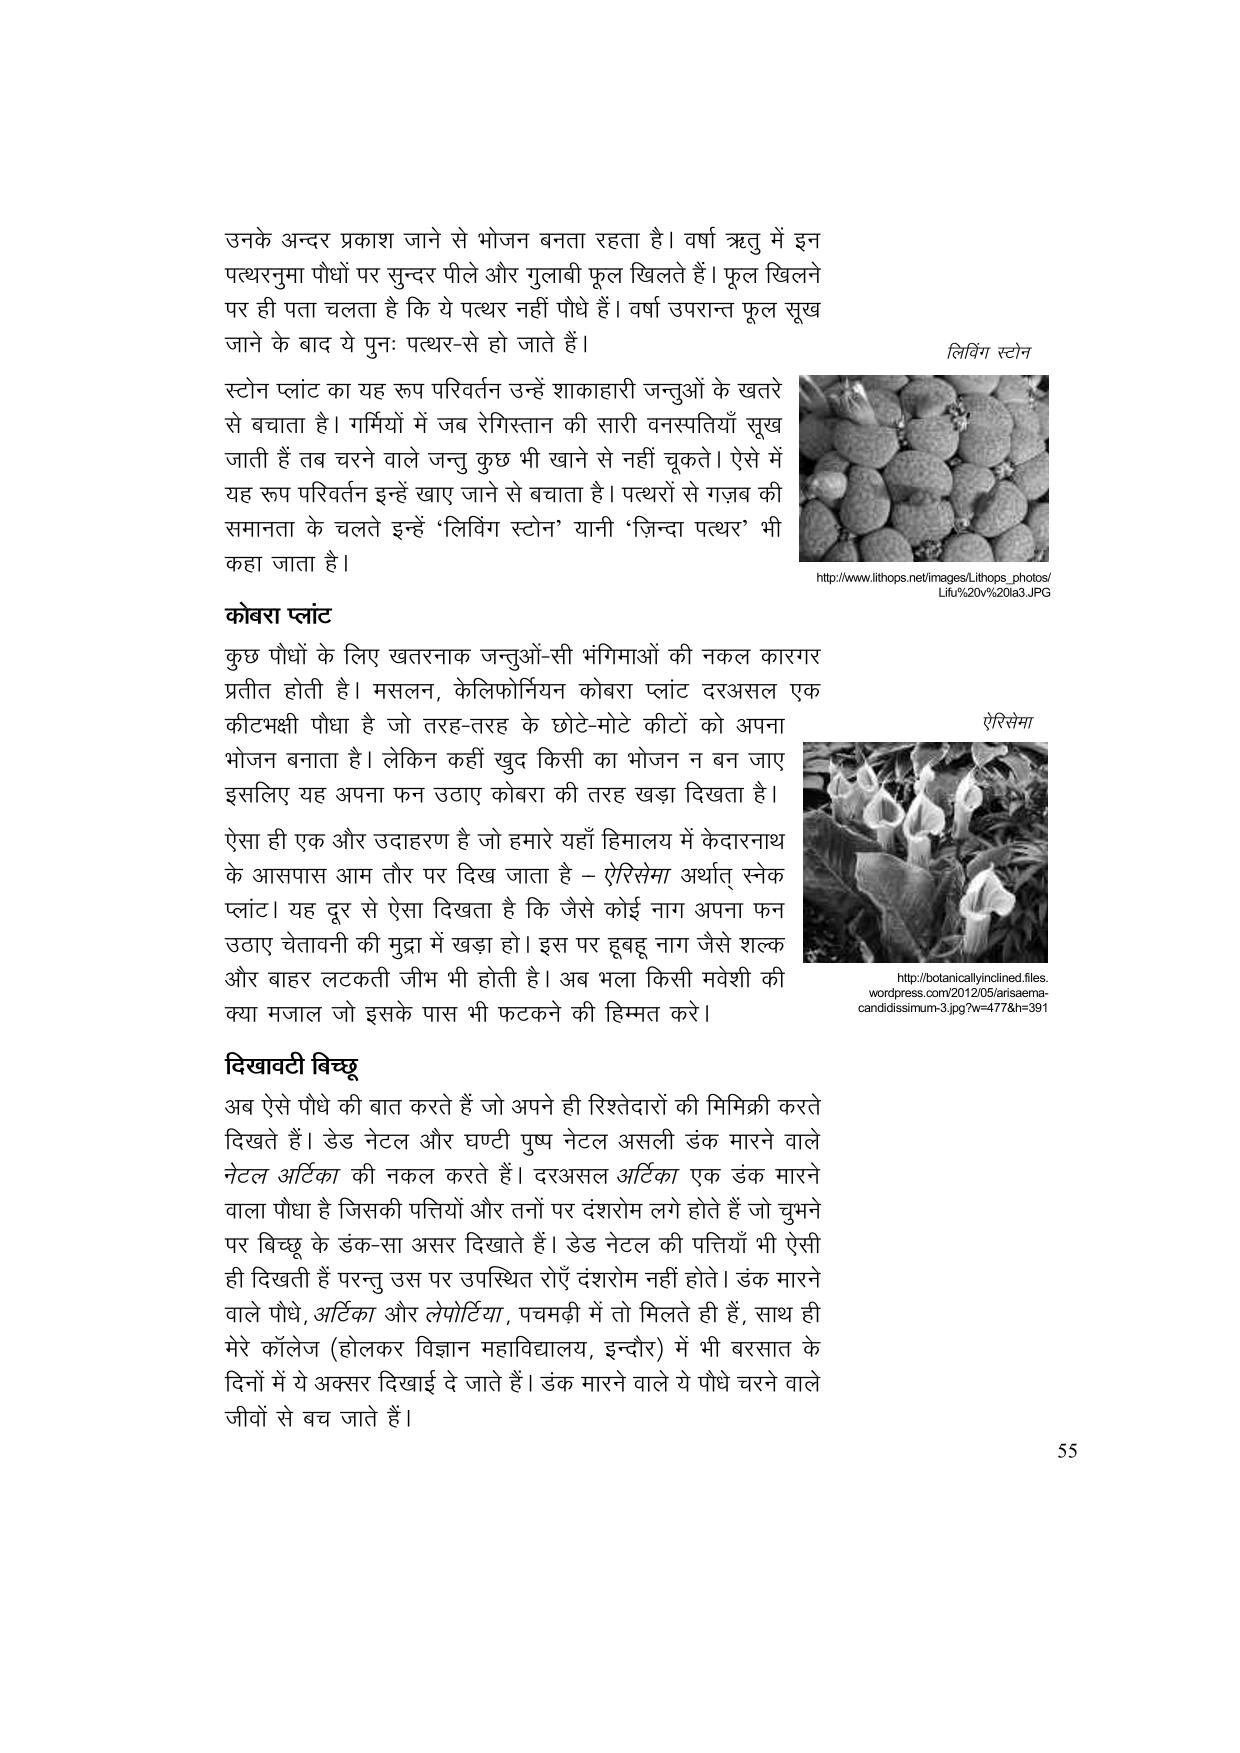 उनके अन्दर प्रकाश जाने से भोजन बनता रहता है। वर्षा ऋतु में इन
पत्थरनुमा पौधों पर सुन्दर पीले और गुलाबी फूल खिलते हैं। फूल खिलने
पर ही पता चलता है कि ये पत्थर नहीं पौधे हैं। वर्षा उपरान्त फूल सूख
जाने के बाद ये पुनः पत्थर-से हो जाते हैं।
लिविंग स्टोन
स्टोन प्लांट का यह रूप परिवर्तन उन्हें शाकाहारी जन्तुओं के खतरे
से बचाता है। गर्मियों में जब रेगिस्तान की सारी वनस्पतियाँ सूख
जाती हैं तब चरने वाले जन्तु कुछ भी खाने से नहीं चूकते। ऐसे में
यह रूप परिवर्तन इन्हें खाए जाने से बचाता है। पत्थरों से गज़ब की
समानता के चलते इन्हें ‘लिविंग स्टोन’ यानी ‘ज़िन्दा पत्थर’ भी
कहा जाता है।
http://www.lithops.net/images/Lithops_photos/
Lifu%20v%20la3.JPG
कोबरा प्लांट
कुछ पौधों के लिए खतरनाक जन्तुओं-सी भंगिमाओं की नकल कारगर
प्रतीत होती है। मसलन, केलिफोर्नियन कोबरा प्लांट दरअसल एक
कीटभक्षी पौधा है जो तरह-तरह के छोटे-मोटे कीटों को अपना
भोजन बनाता है। लेकिन कहीं खुद किसी का भोजन न बन जाए
इसलिए यह अपना फन उठाए कोबरा की तरह खड़ा दिखता है।
ऐरिसेमा
ऐसा ही एक और उदाहरण है जो हमारे यहाँ हिमालय में केदारनाथ
के आसपास आम तौर पर दिख जाता है – ऐरिसेमा अर्थात् स्नेक
प्लांट। यह दूर से ऐसा दिखता है कि जैसे कोई नाग अपना फन
उठाए चेतावनी की मुद्रा में खड़ा हो। इस पर हूबहू नाग जैसे शल्क
और बाहर लटकती जीभ भी होती है। अब भला किसी मवेशी की
क्या मजाल जो इसके पास भी फटकने की हिम्मत करे।
http://botanicallyinclined.files.
wordpress.com/2012/05/arisaema-
candidissimum-3.jpg?w=477&h=391
दिखावटी बिच्छू
अब ऐसे पौधे की बात करते हैं जो अपने ही रिश्तेदारों की मिमिक्री करते
दिखते हैं। डेड नेटल और घण्टी पुष्प नेटल असली डंक मारने वाले
नेटल अर्टिका की नकल करते हैं। दरअसल अर्टिका एक डंक मारने
वाला पौधा है जिसकी पत्तियों और तनों पर दंशरोम लगे होते हैं जो चुभने
पर बिच्छू के डंक-सा असर दिखाते हैं। डेड नेटल की पत्तियाँ भी ऐसी
ही दिखती हैं परन्तु उस पर उपस्थित रोएँ दंशरोम नहीं होते। डंक मारने
वाले पौधे, अर्टिका और लेपोर्टिया, पचमढ़ी में तो मिलते ही हैं, साथ ही
मेरे कॉलेज (होलकर विज्ञान महाविद्यालय, इन्दौर) में भी बरसात के
दिनों में ये अक्सर दिखाई दे जाते हैं। डंक मारने वाले ये पौधे चरने वाले
जीवों से बच जाते हैं।
55